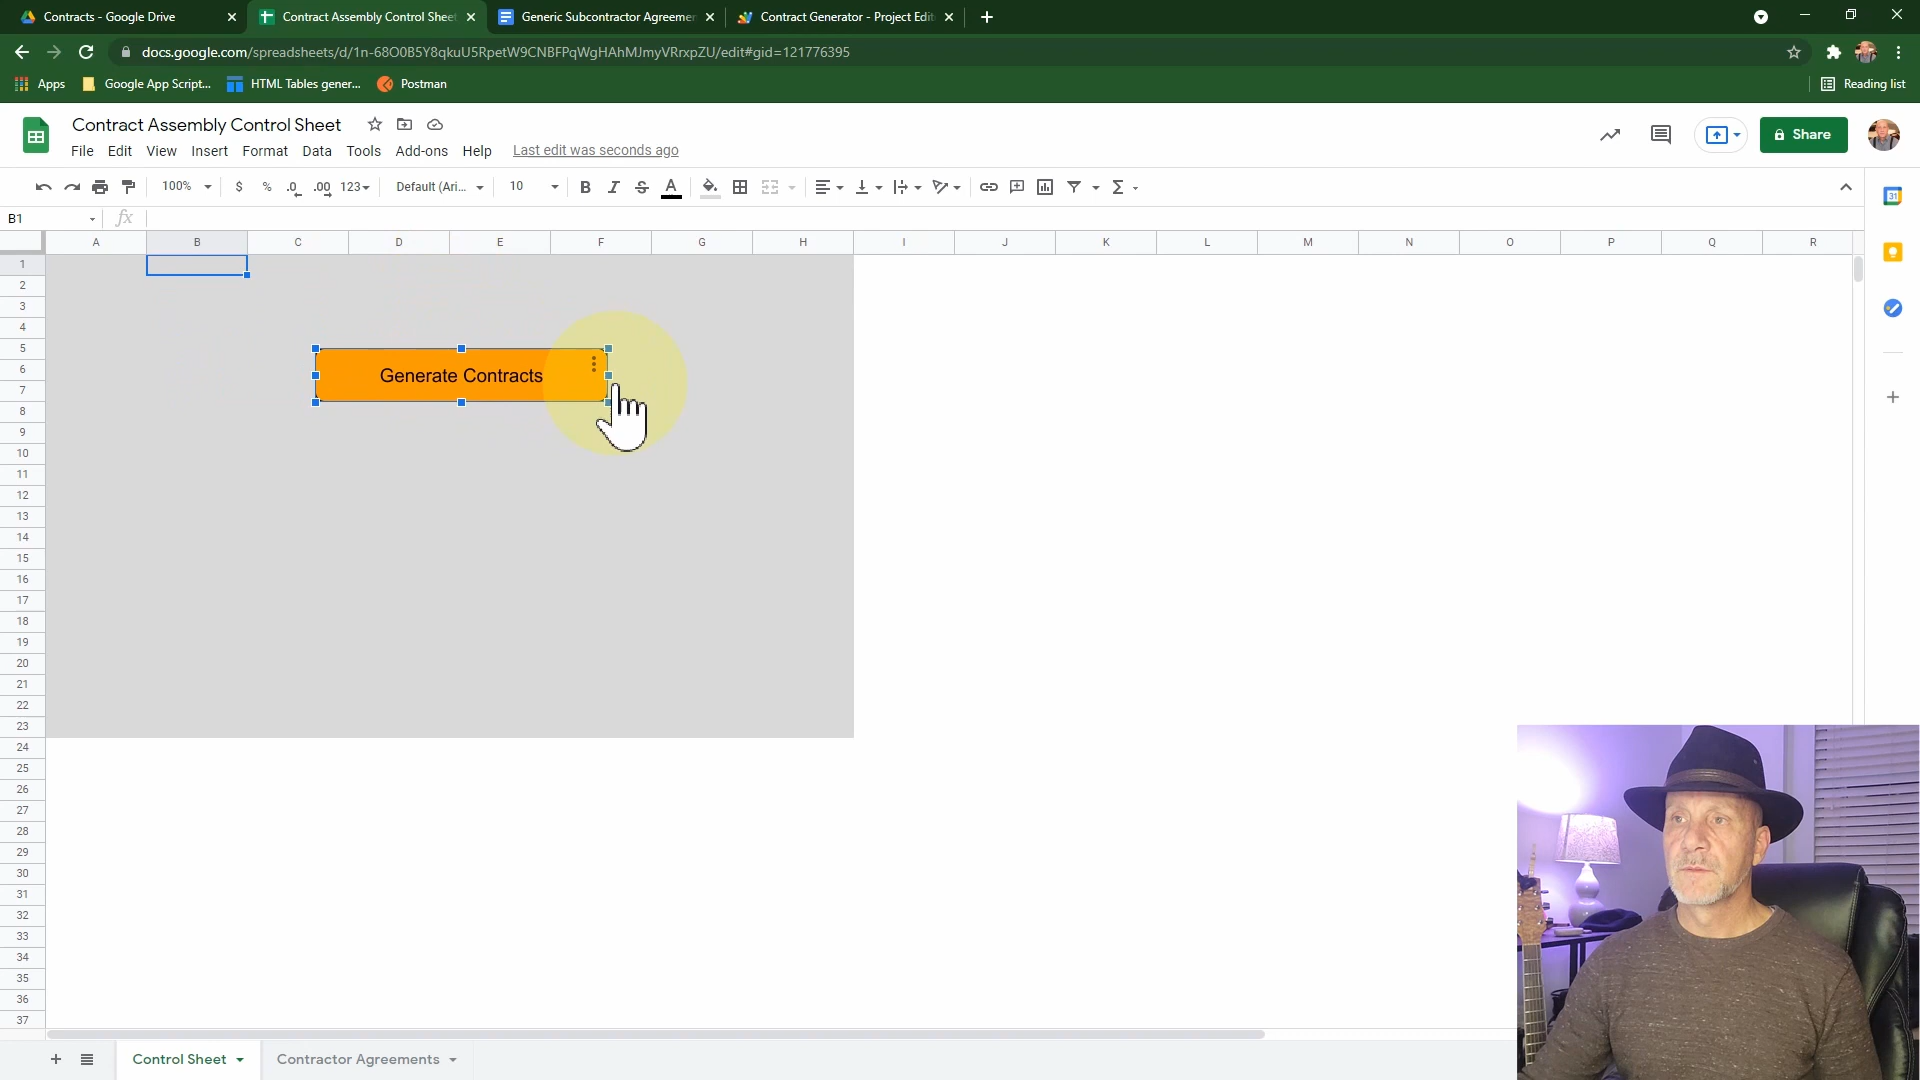 Contracts - Google Drive
Contract Assembly Control Sheet
Generic Subcontractor Agreemen
Contract Generator - Project Edit
docs.google.com/spreadsheets/d/1n-68O0B5Y8qkuU5RpetW9CNBFPqWgHAhMJmyVRrxpZU/edit#gid=121776395
Apps
Google App Script...
HTML Tables gener...
Postman
Reading list
Contract Assembly Control Sheet
File Edit View Insert Format Data Tools Add-ons Help Last edit was seconds ago
Share
100% $ % .0 .00 123 Default (Ari... 10 B I S A Σ
31
B1 fx
A B C D E F G H I J K L M N O P Q R
1
2
3
4
5
6
Generate Contracts
7
8
9
10
11
12
13
14
15
16
17
18
19
20
21
22
23
24
25
26
27
28
29
30
31
32
33
34
35
36
37
Control Sheet
Contractor Agreements